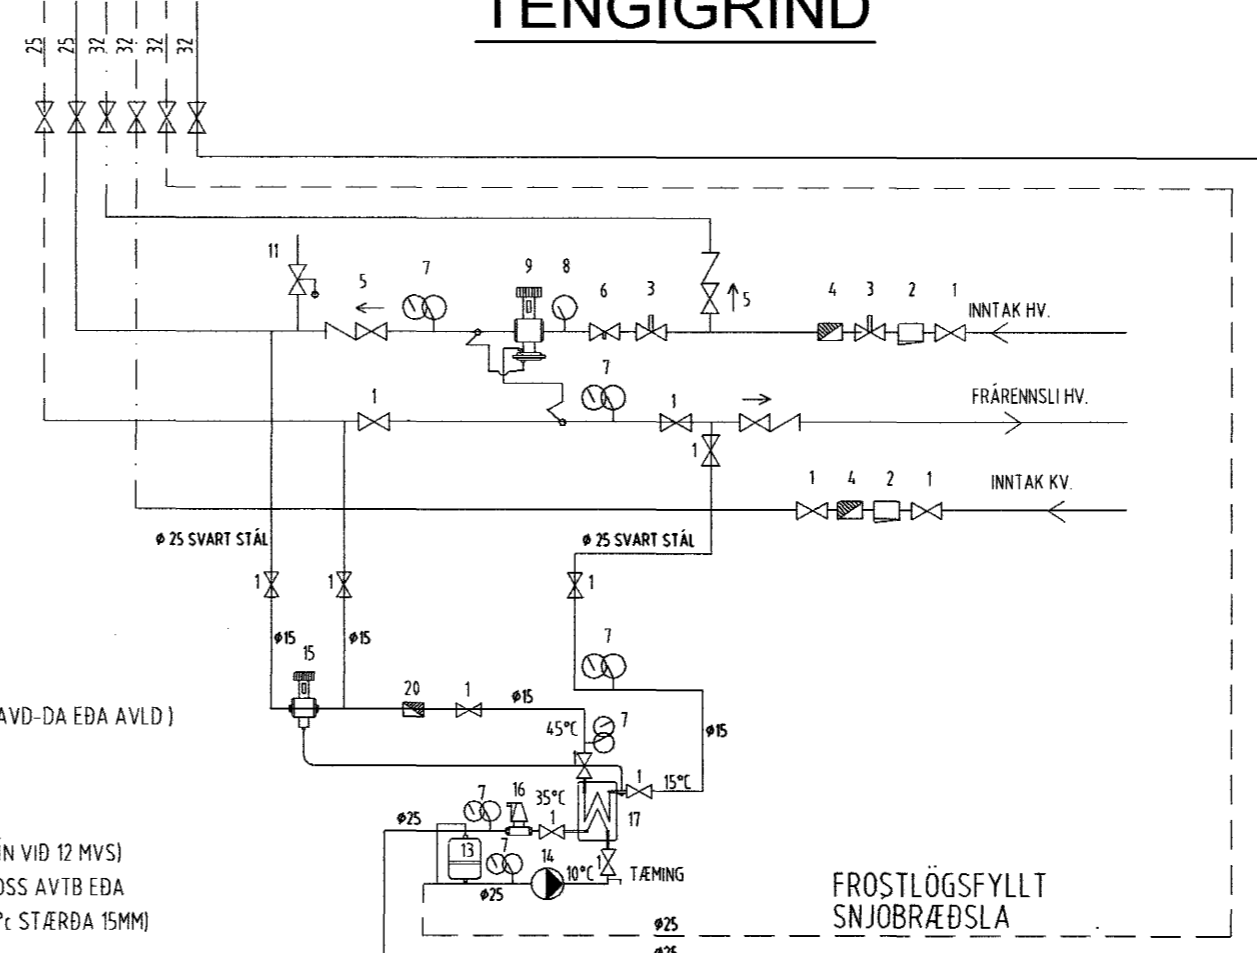 TENGIGRIND
25 25 32 32 32 32
11 5 7 9 8 6 3 5 4 3 2 1
INNTAK HV.
7
1 1 1
FRÁRENNSLI HV.
1 4 2 1
INNTAK KV.
ø 25 SVART STÁL
ø 25 SVART STÁL
1 1 1
ø15 ø15
15
7
20 1 ø15
AVD-DA EÐA AVLD )
45°C 7
ø15
1
1 15°C
7 16 35°C
ø25 1 17
13 7 14 1
ÍN VIÐ 12 MVS)
10°C TÆMING
OSS AVTB EÐA
ø25
°C STÆRÐA 15MM)
FROSTLÖGSFYLLT
SNJÓBRÆÐSLA
ø25
ø25